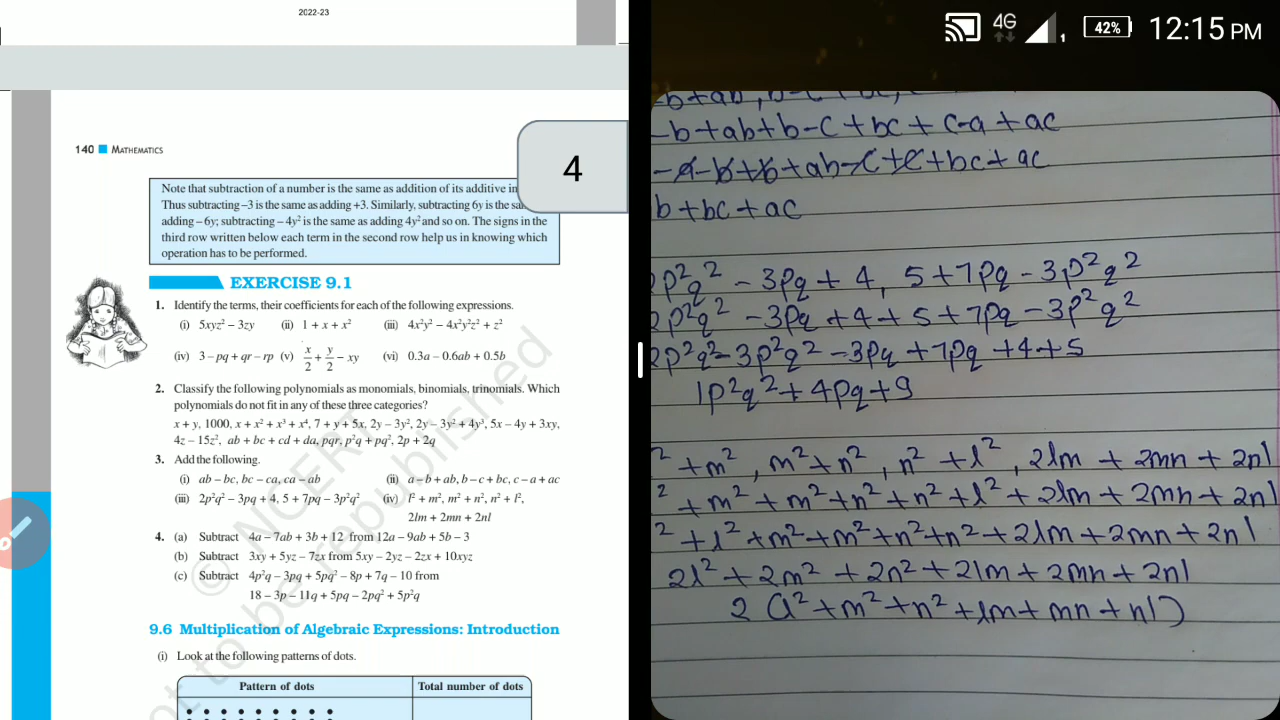 2022-23
140 MATHEMATICS
4
Note that subtraction of a number is the same as addition of its additive in
Thus subtracting –3 is the same as adding +3. Similarly, subtracting 6y is the sa
adding – 6y; subtracting – 4y² is the same as adding 4y² and so on. The signs in the
third row written below each term in the second row help us in knowing which
operation has to be performed.
EXERCISE 9.1
1. Identify the terms, their coefficients for each of the following expressions.
(i) 5xyz² – 3zy (ii) 1 + x + x² (iii) 4x²y² – 4x²y²z² + z²
(iv) 3 – pq + qr – rp (v) x/2 + y/2 – xy (vi) 0.3a – 0.6ab + 0.5b
2. Classify the following polynomials as monomials, binomials, trinomials. Which
polynomials do not fit in any of these three categories?
x + y, 1000, x + x² + x³ + x⁴, 7 + y + 5x, 2y – 3y², 2y – 3y² + 4y³, 5x – 4y + 3xy,
4z – 15z², ab + bc + cd + da, pqr, p²q + pq², 2p + 2q
3. Add the following.
(i) ab – bc, bc – ca, ca – ab (ii) a – b + ab, b – c + bc, c – a + ac
(iii) 2p²q² – 3pq + 4, 5 + 7pq – 3p²q² (iv) l² + m², m² + n², n² + l²,
2lm + 2mn + 2nl
4. (a) Subtract 4a – 7ab + 3b + 12 from 12a – 9ab + 5b – 3
(b) Subtract 3xy + 5yz – 7zx from 5xy – 2yz – 2zx + 10xyz
(c) Subtract 4p²q – 3pq + 5pq² – 8p + 7q – 10 from
18 – 3p – 11q + 5pq – 2pq² + 5p²q
9.6 Multiplication of Algebraic Expressions: Introduction
(i) Look at the following patterns of dots.
Pattern of dots Total number of dots
© NCERT
not to be republished
4G 1 42% 12:15 PM
-b+ab+b-c+bc+c-a+ac
-a-b+b+ab-c+c+bc+ac
b+bc+ac
2p²q² - 3pq + 4, 5+7pq - 3p²q²
2p²q² - 3pq + 4 + 5 + 7pq - 3p²q²
2p²q² - 3p²q² - 3pq + 7pq + 4 + 5
1p²q² + 4pq + 9
² + m², m² + n², n² + l², 2lm + 2mn + 2nl
² + m² + m² + n² + n² + l² + 2lm + 2mn + 2nl
² + l² + m² + m² + n² + n² + 2lm + 2mn + 2nl
2l² + 2m² + 2n² + 2lm + 2mn + 2nl
2 (l² + m² + n² + lm + mn + nl)